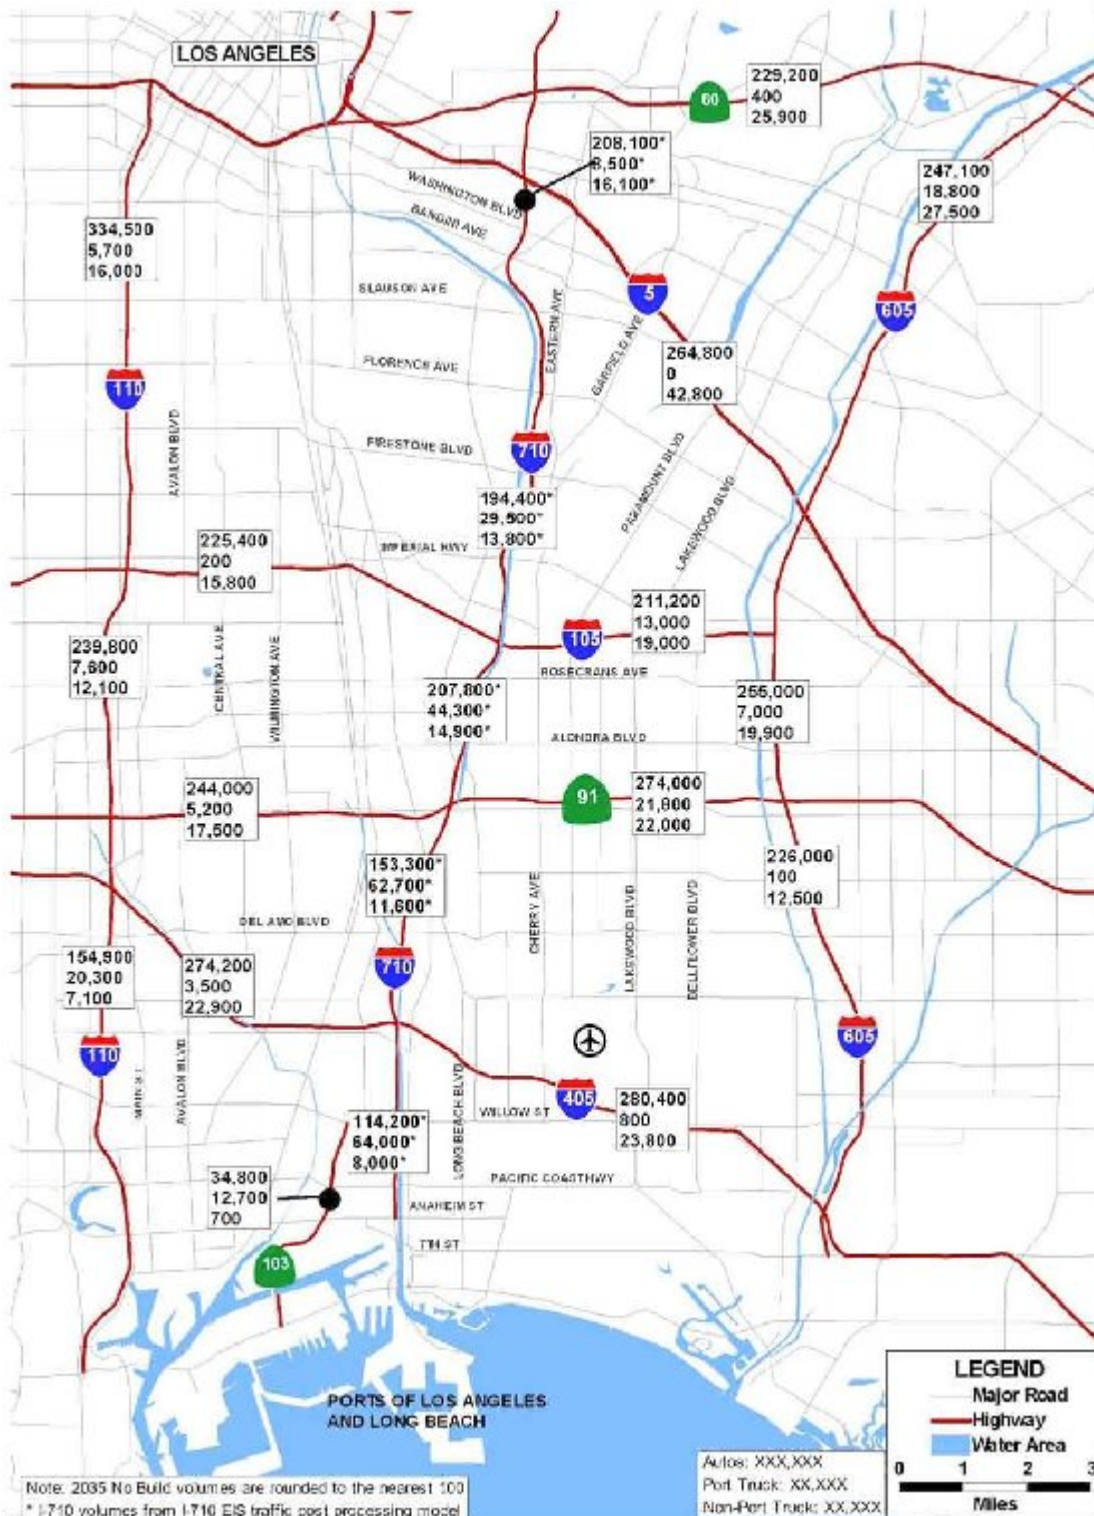 LOS ANGELES
60
229,200
400
25,900
208,100*
8,500*
16,100*
247,100
18,800
27,500
WASHINGTON BLVD
BANDINI AVE
334,500
5,700
16,000
5
605
SLAUSON AVE
EASTERN AVE
GARFIELD AVE
264,800
0
42,800
FLORENCE AVE
110
AVALON BLVD
FIRESTONE BLVD
710
PARAMOUNT BLVD
LAKEWOOD BLVD
194,400*
29,500*
13,800*
IMPERIAL HWY
225,400
200
15,800
211,200
13,000
19,000
105
ROSECRANS AVE
239,800
7,600
12,100
CENTRAL AVE
WILMINGTON AVE
207,800*
44,300*
14,900*
255,000
7,000
19,900
ALONDRA BLVD
244,000
5,200
17,500
91
274,000
21,800
22,000
153,300*
62,700*
11,600*
226,000
100
12,500
DEL AMO BLVD
CHERRY AVE
LAKEWOOD BLVD
BELLFLOWER BLVD
154,900
20,300
7,100
274,200
3,500
22,900
710
110
605
MAIN ST
AVALON BLVD
LONG BEACH BLVD
405
280,400
800
23,800
WILLOW ST
114,200*
64,000*
8,000*
PACIFIC COAST HWY
34,800
12,700
700
ANAHEIM ST
7TH ST
103
PORTS OF LOS ANGELES
AND LONG BEACH
LEGEND
Major Road
Highway
Water Area
0 1 2 3
Miles
Autos: XXX,XXX
Port Truck: XX,XXX
Non-Port Truck: XX,XXX
Note: 2035 No Build volumes are rounded to the nearest 100
* I-710 volumes from I-710 EIS traffic post processing model